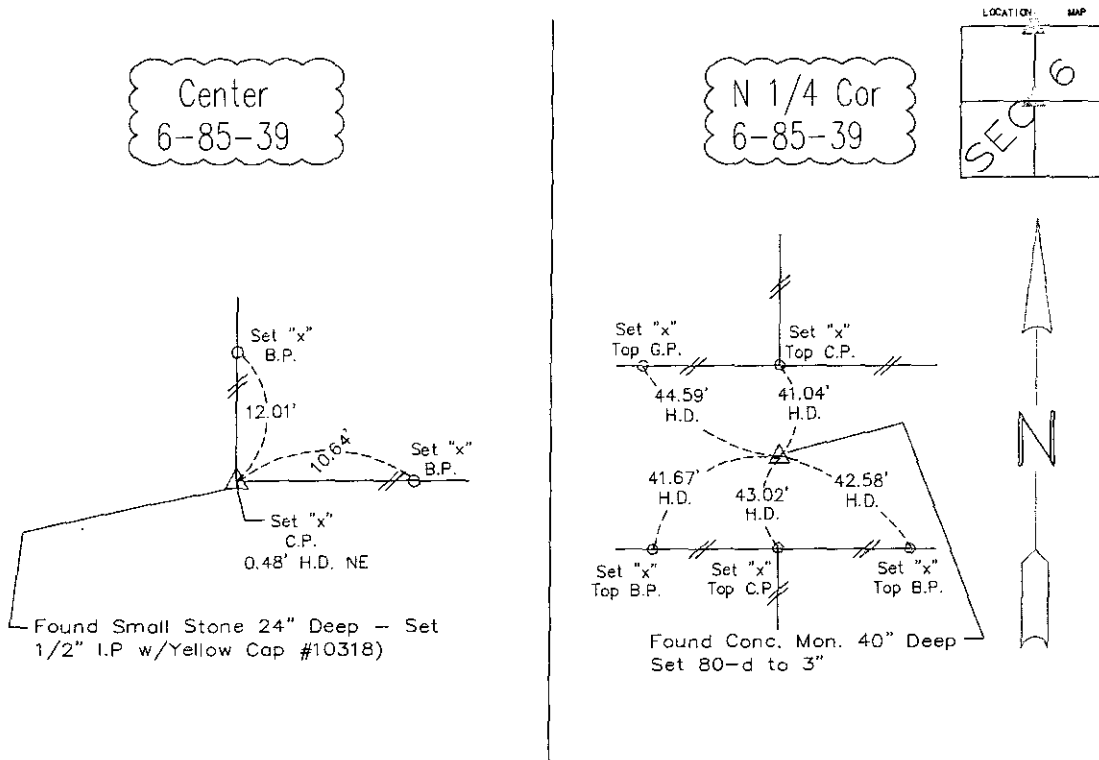 LOCATION MAP
SEC 6
Center
6-85-39
Set "x"
B.P.
12.01'
10.64'
Set "x"
B.P.
Set "x"
C.P.
0.48' H.D. NE
Found Small Stone 24" Deep – Set
1/2" I.P w/Yellow Cap #10318)
N 1/4 Cor
6-85-39
Set "x"
Top G.P.
Set "x"
Top C.P.
44.59'
H.D.
41.04'
H.D.
41.67'
H.D.
43.02'
H.D.
42.58'
H.D.
Set "x"
Top B.P.
Set "x"
Top C.P
Set "x"
Top B.P.
Found Conc. Mon. 40" Deep
Set 80-d to 3"
N